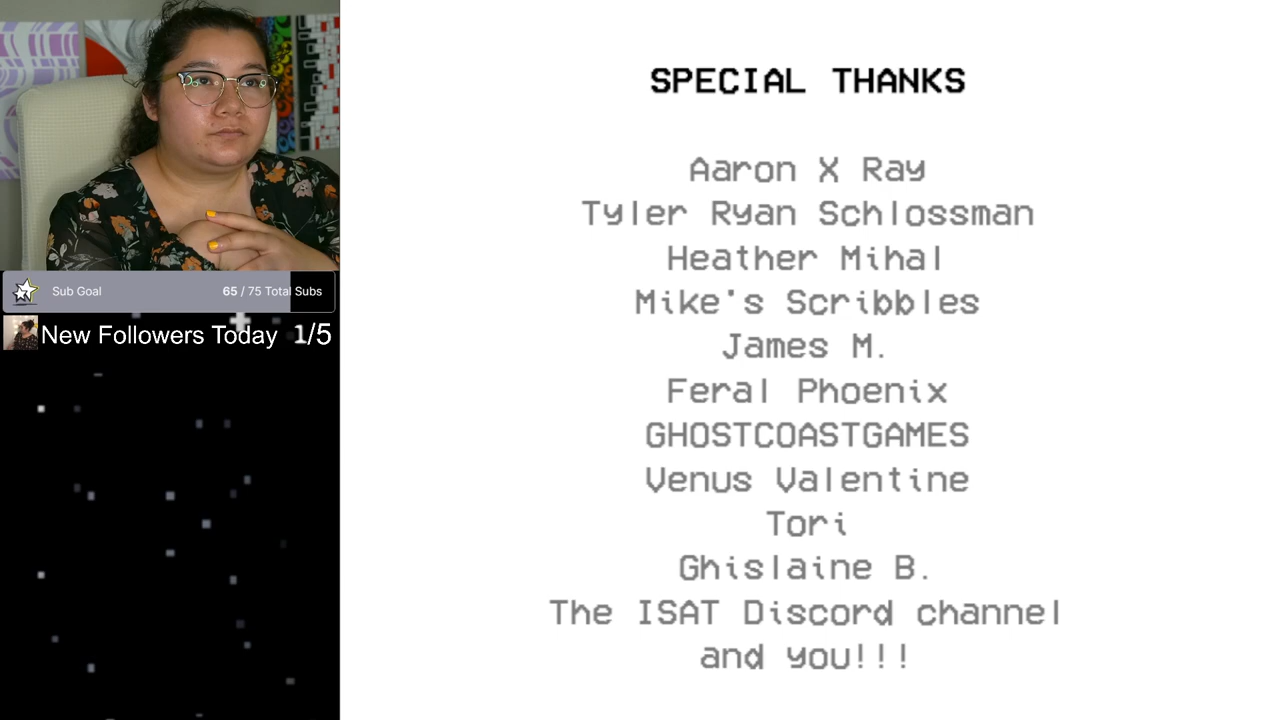 Sub Goal 65 / 75 Total Subs
New Followers Today 1/5
SPECIAL THANKS
Aaron X Ray
Tyler Ryan Schlossman
Heather Mihal
Mike's Scribbles
James M.
Feral Phoenix
GHOSTCOASTGAMES
Venus Valentine
Tori
Ghislaine B.
The ISAT Discord channel
and you!!!